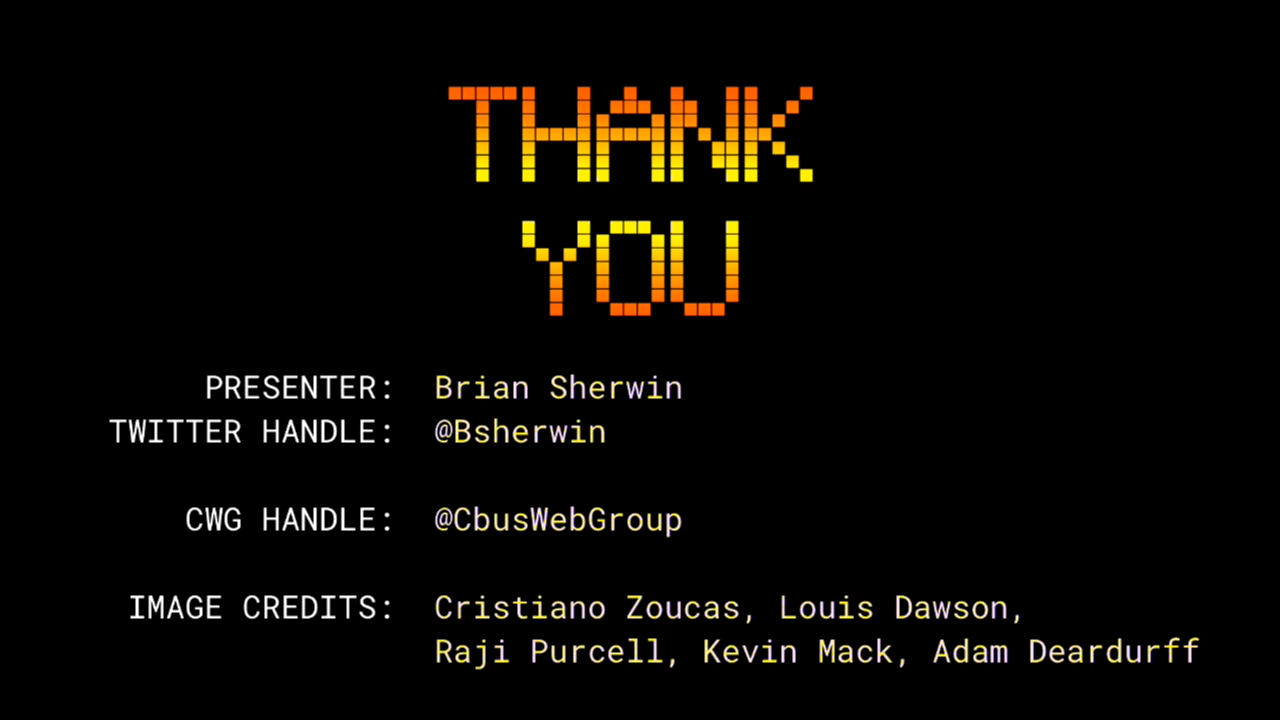 THANK
YOU
PRESENTER: Brian Sherwin
TWITTER HANDLE: @Bsherwin
CWG HANDLE: @CbusWebGroup
IMAGE CREDITS: Cristiano Zoucas, Louis Dawson,
Raji Purcell, Kevin Mack, Adam Deardurff